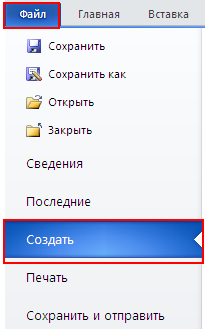 Файл Главная Вставка
Сохранить
Сохранить как
Открыть
Закрыть
Сведения
Последние
Создать
Печать
Сохранить и отправить